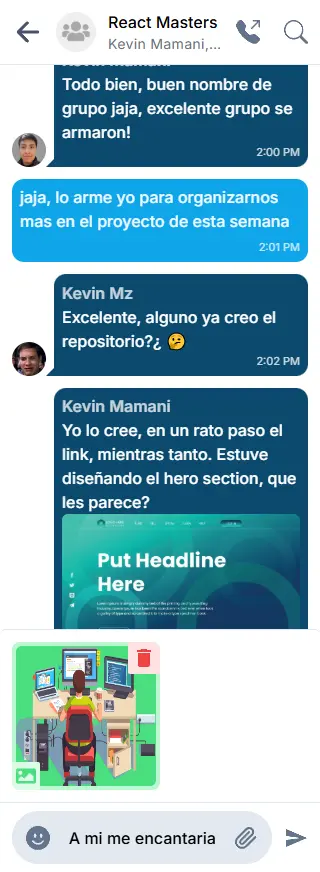 React Masters
Kevin Mamani,...
Kevin Mamani
Todo bien, buen nombre de
grupo jaja, excelente grupo se
armaron!
2:00 PM
jaja, lo arme yo para organizarnos
mas en el proyecto de esta semana
2:01 PM
Kevin Mz
Excelente, alguno ya creo el
repositorio?¿ 🤔
2:02 PM
Kevin Mamani
Yo lo cree, en un rato paso el
link, mientras tanto. Estuve
diseñando el hero section, que
les parece?
Put Headline
Here
A mi me encantaria